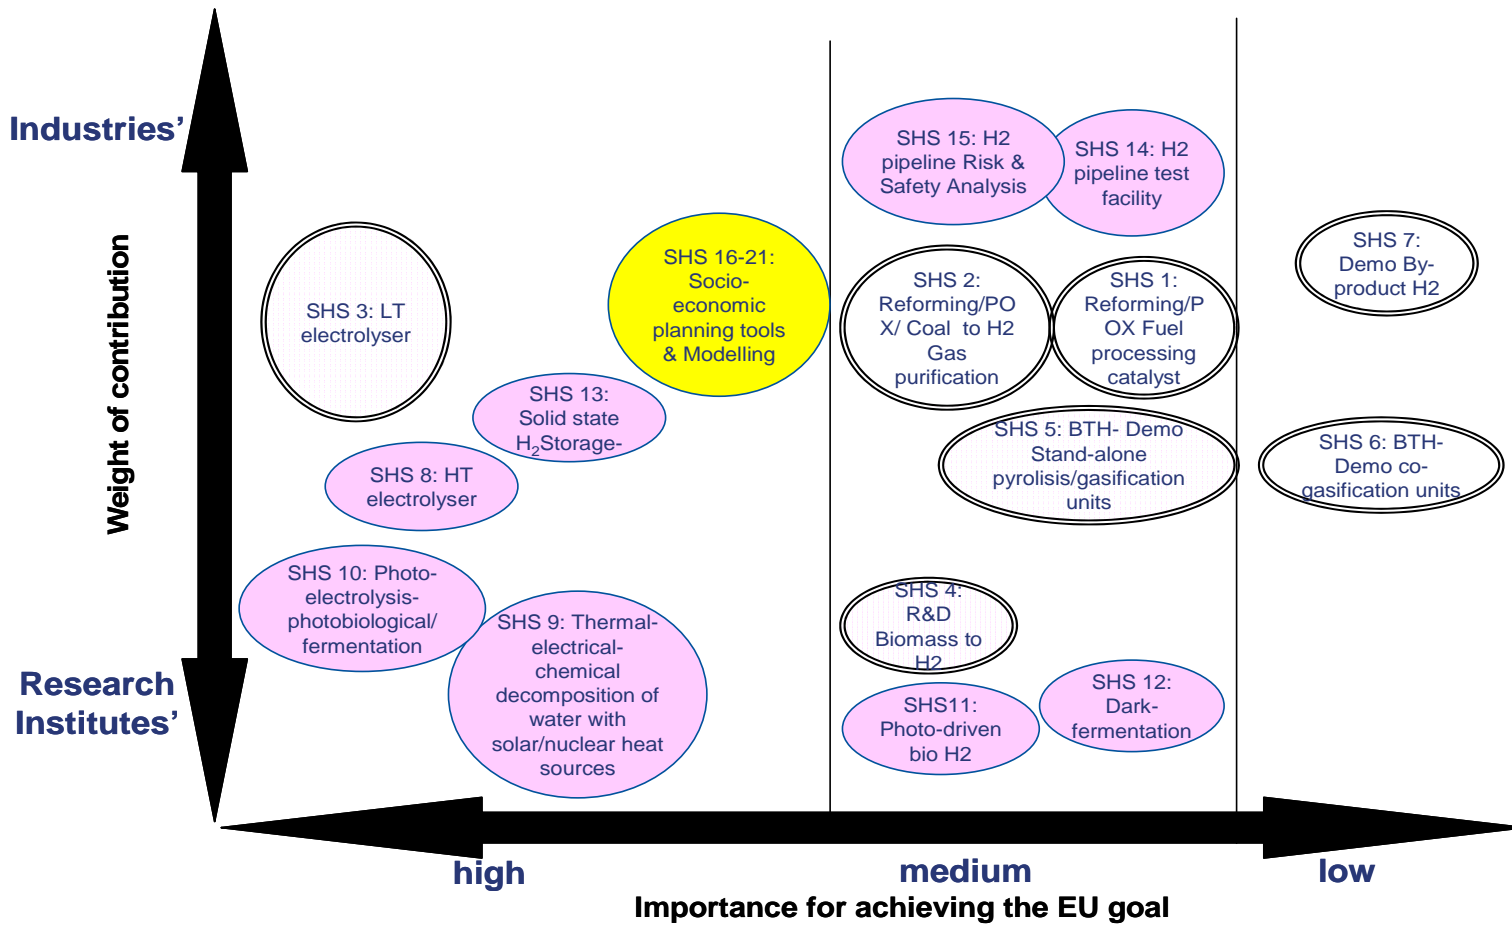 Industries’
Weight of contribution
Research
Institutes’
SHS 15: H2
pipeline Risk &
Safety Analysis
SHS 14: H2
pipeline test
facility
SHS 7:
Demo By-
product H2
SHS 16-21:
Socio-
economic
planning tools
& Modelling
SHS 2:
Reforming/PO
X/ Coal to H2
Gas
purification
SHS 1:
Reforming/P
OX Fuel
processing
catalyst
SHS 3: LT
electrolyser
SHS 13:
Solid state
H₂Storage-
SHS 8: HT
electrolyser
SHS 5: BTH- Demo
Stand-alone
pyrolisis/gasification
units
SHS 6: BTH-
Demo co-
gasification units
SHS 10: Photo-
electrolysis-
photobiological/
fermentation
SHS 9: Thermal-
electrical-
chemical
decomposition of
water with
solar/nuclear heat
sources
SHS 4:
R&D
Biomass to
H2
SHS11:
Photo-driven
bio H2
SHS 12:
Dark-
fermentation
high
medium
low
Importance for achieving the EU goal